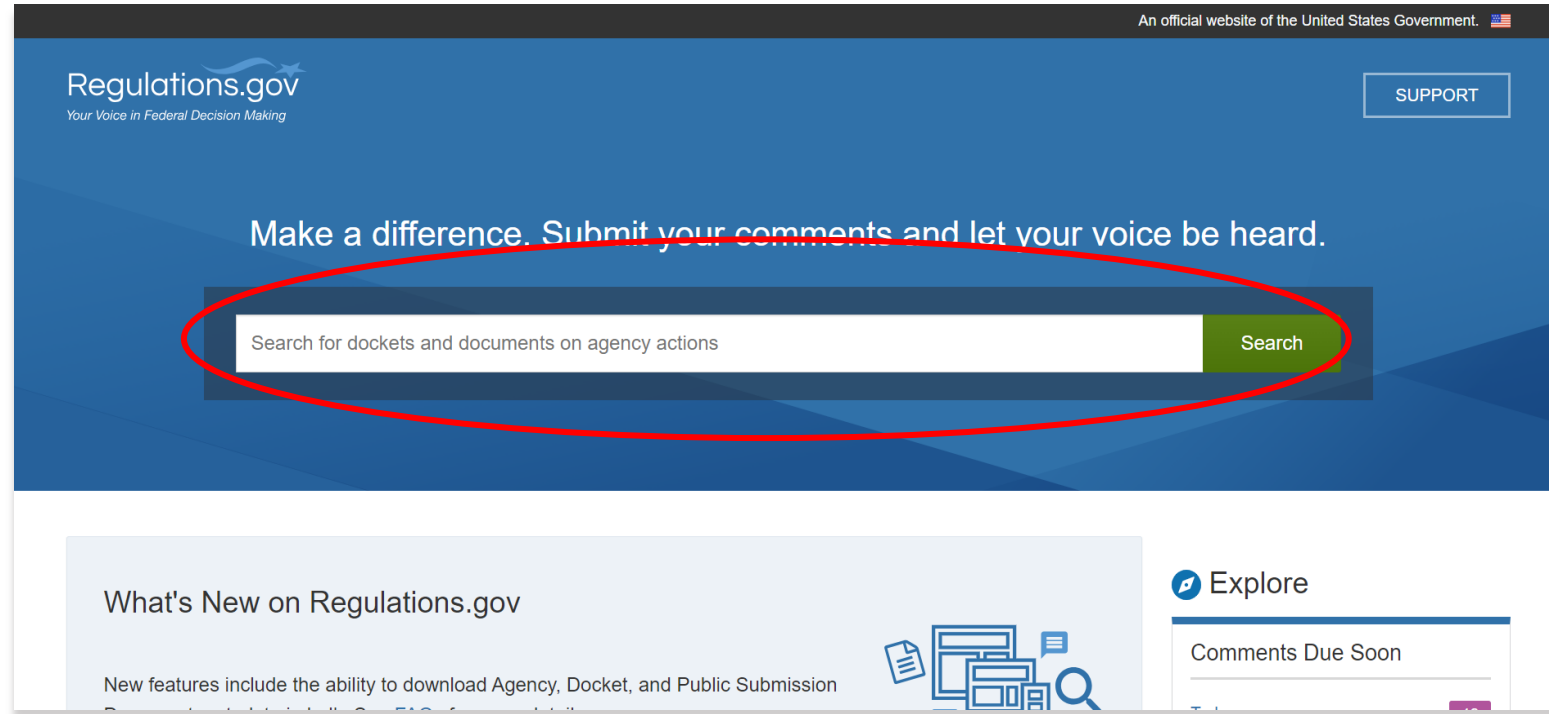 An official website of the United States Government.
Regulations.gov
Your Voice in Federal Decision Making
SUPPORT
Make a difference. Submit your comments and let your voice be heard.
Search for dockets and documents on agency actions
Search
What's New on Regulations.gov
New features include the ability to download Agency, Docket, and Public Submission
Explore
Comments Due Soon